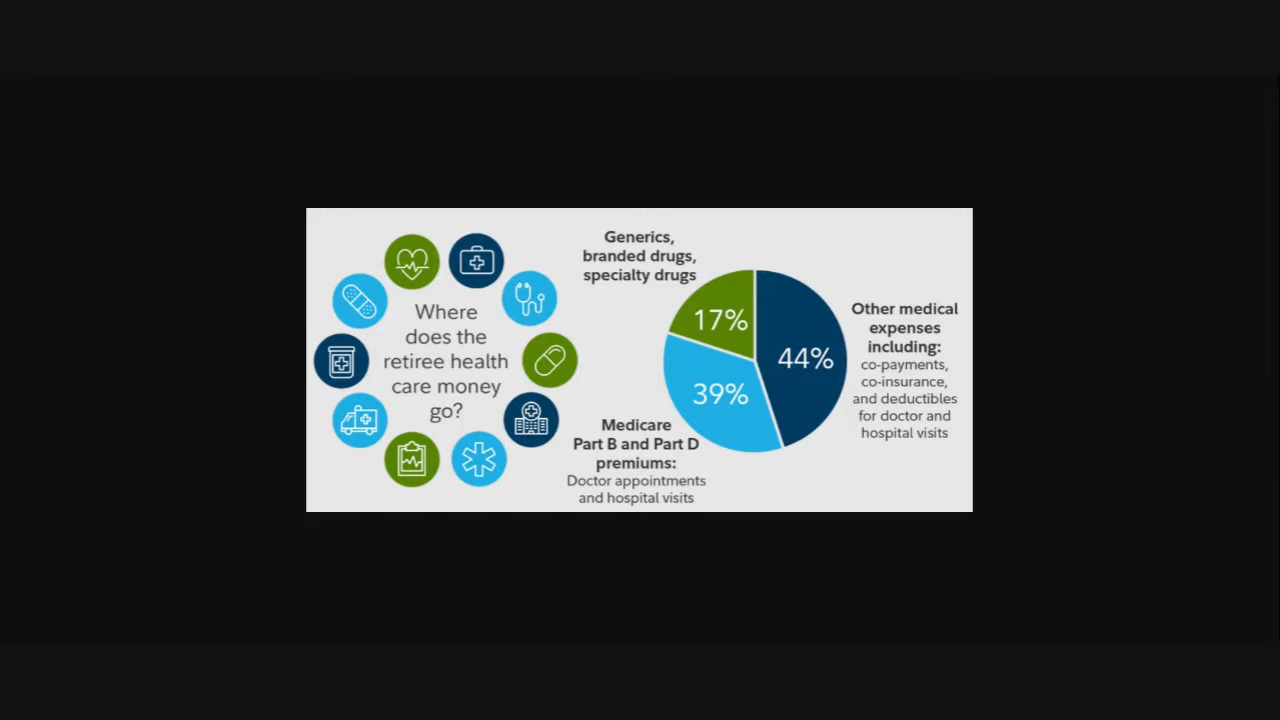 Where
does the
retiree health
care money
go?
Generics,
branded drugs,
specialty drugs
17%
44%
39%
Other medical
expenses
including:
co-payments,
co-insurance,
and deductibles
for doctor and
hospital visits
Medicare
Part B and Part D
premiums:
Doctor appointments
and hospital visits